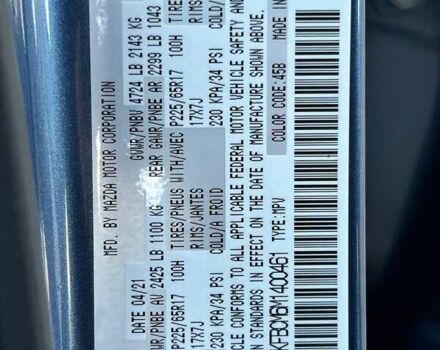 MFD. BY MAZDA MOTOR CORPORATION
DATE 04/21 GVWR/PNBV 4724 LB 2143 KG
/PNBE AV 2425 LB 1100 KG REAR GAWR/PNBE AR 2299 LB 1043
P225/65R17 100H TIRES/PNEUS WITH/AVEC P225/65R17 100H TIRES
17X7J RIMS/JANTES 17X7J RIMS/
230 KPA/34 PSI COLD/A FROID 230 KPA/34 PSI COLD/
VEHICLE CONFORMS TO ALL APPLICABLE FEDERAL MOTOR VEHICLE SAFETY AND
STANDARDS IN EFFECT ON THE DATE OF MANUFACTURE SHOWN ABOVE.
KFBCM6M1400461 TYPE: MPV COLOR CODE: 45B